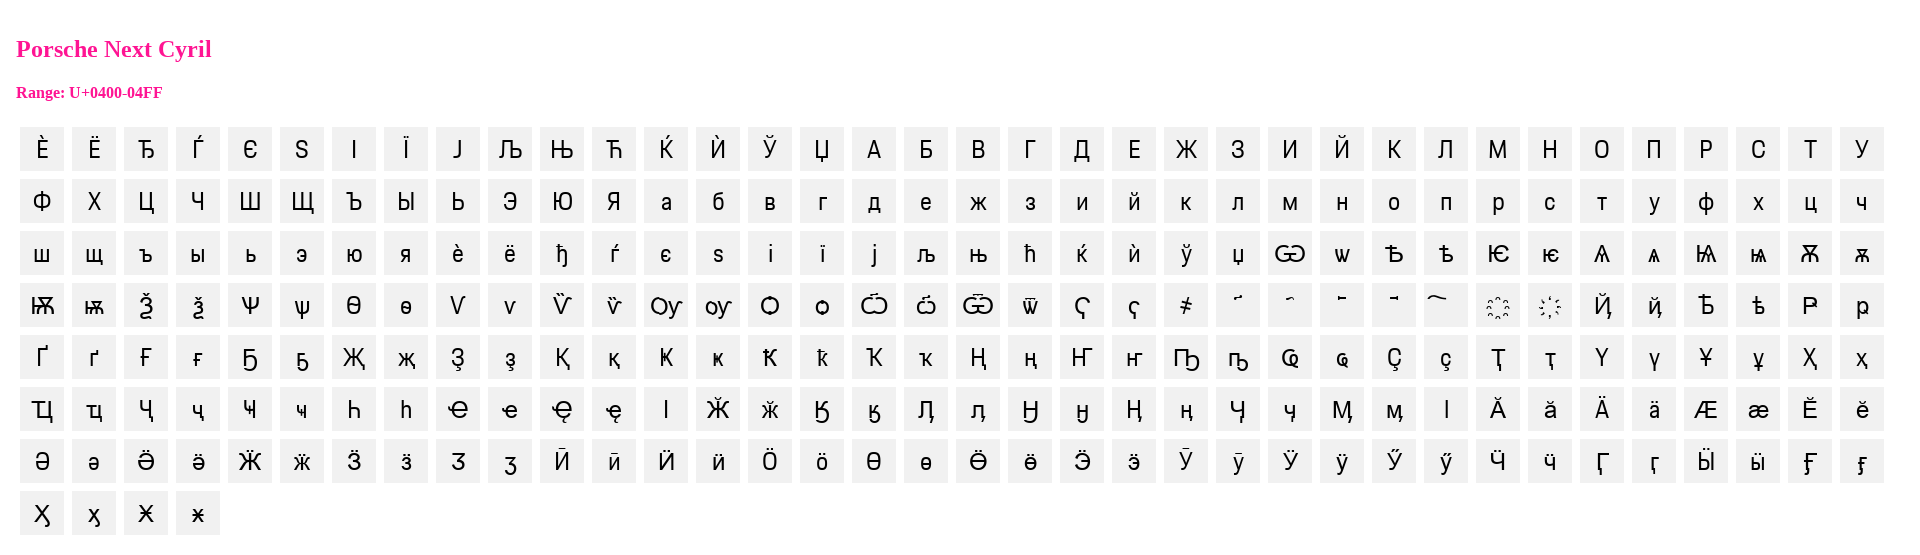 Porsche Next Cyril
Range: U+0400-04FF
Ѐ Ё Ђ Ѓ Є Ѕ І Ї Ј Љ Њ Ћ Ќ Ѝ Ў Џ А Б В Г Д Е Ж З И Й К Л М Н О П Р С Т У
Ф Х Ц Ч Ш Щ Ъ Ы Ь Э Ю Я а б в г д е ж з и й к л м н о п р с т у ф х ц ч
ш щ ъ ы ь э ю я ѐ ё ђ ѓ є ѕ і ї ј љ њ ћ ќ ѝ ў џ Ѡ ѡ Ѣ ѣ Ѥ ѥ Ѧ ѧ Ѩ ѩ Ѫ ѫ
Ѭ ѭ Ѯ ѯ Ѱ ѱ Ѳ ѳ Ѵ ѵ Ѷ ѷ Ѹ ѹ Ѻ ѻ Ѽ ѽ Ѿ ѿ Ҁ ҁ ҂ ҃ ҄ ҅ ҆ ҇ ҈ ҉ Ҋ ҋ Ҍ ҍ Ҏ ҏ
Ґ ґ Ғ ғ Ҕ ҕ Җ җ Ҙ ҙ Қ қ Ҝ ҝ Ҟ ҟ Ҡ ҡ Ң ң Ҥ ҥ Ҧ ҧ Ҩ ҩ Ҫ ҫ Ҭ ҭ Ү ү Ұ ұ Ҳ ҳ
Ҵ ҵ Ҷ ҷ Ҹ ҹ Һ һ Ҽ ҽ Ҿ ҿ Ӏ Ӂ ӂ Ӄ ӄ Ӆ ӆ Ӈ ӈ Ӊ ӊ Ӌ ӌ Ӎ ӎ ӏ Ӑ ӑ Ӓ ӓ Ӕ ӕ Ӗ ӗ
Ә ә Ӛ ӛ Ӝ ӝ Ӟ ӟ Ӡ ӡ Ӣ ӣ Ӥ ӥ Ӧ ӧ Ө ө Ӫ ӫ Ӭ ӭ Ӯ ӯ Ӱ ӱ Ӳ ӳ Ӵ ӵ Ӷ ӷ Ӹ ӹ Ӻ ӻ
Ӽ ӽ Ӿ ӿ